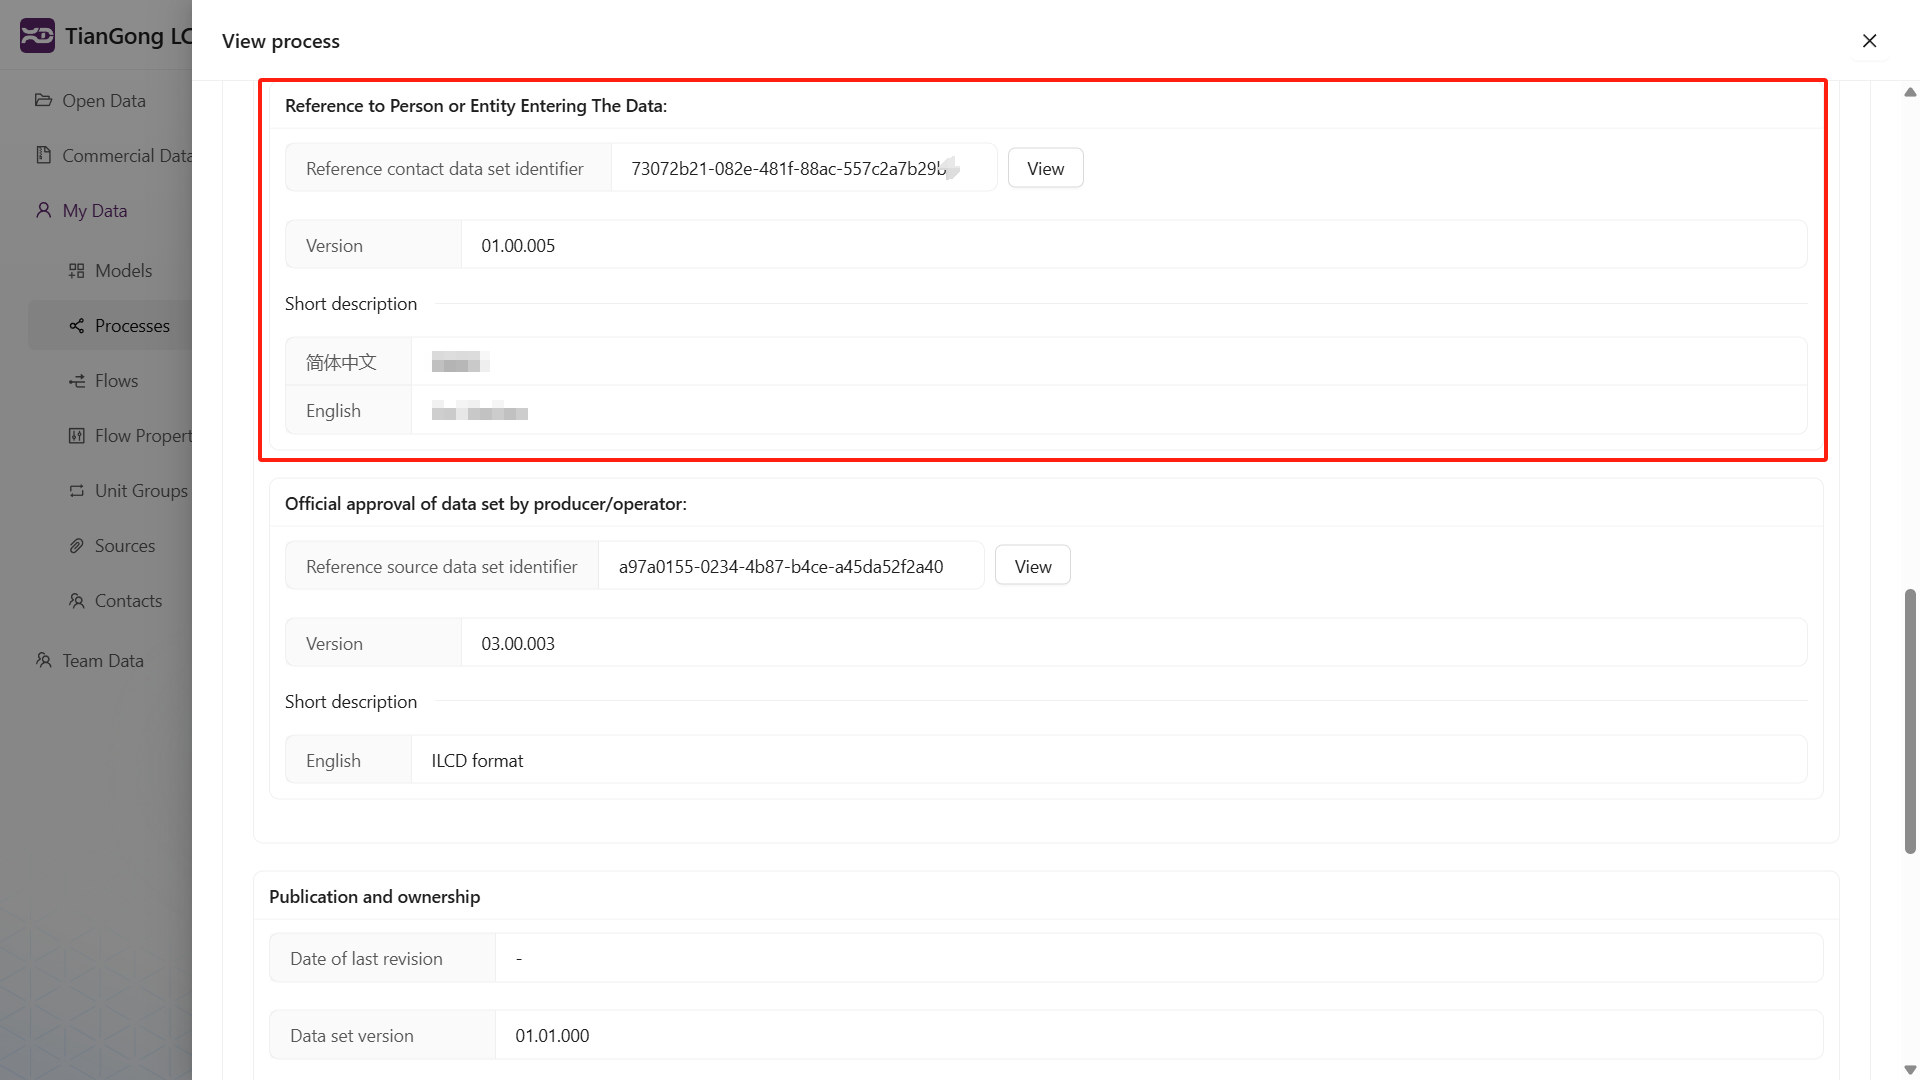 TianGong LC
View process
Open Data
Commercial Data
My Data
Models
Processes
Flows
Flow Propert
Unit Groups
Sources
Contacts
Team Data
Reference to Person or Entity Entering The Data:
Reference contact data set identifier 73072b21-082e-481f-88ac-557c2a7b29b View
Version 01.00.005
Short description
简体中文
English
Official approval of data set by producer/operator:
Reference source data set identifier a97a0155-0234-4b87-b4ce-a45da52f2a40 View
Version 03.00.003
Short description
English ILCD format
Publication and ownership
Date of last revision -
Data set version 01.01.000